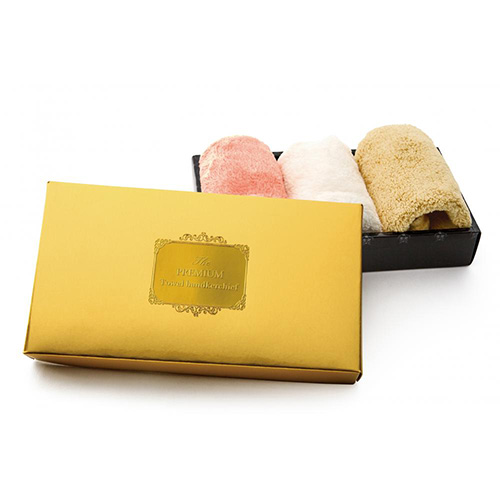 The
PREMIUM
Towel handkerchief